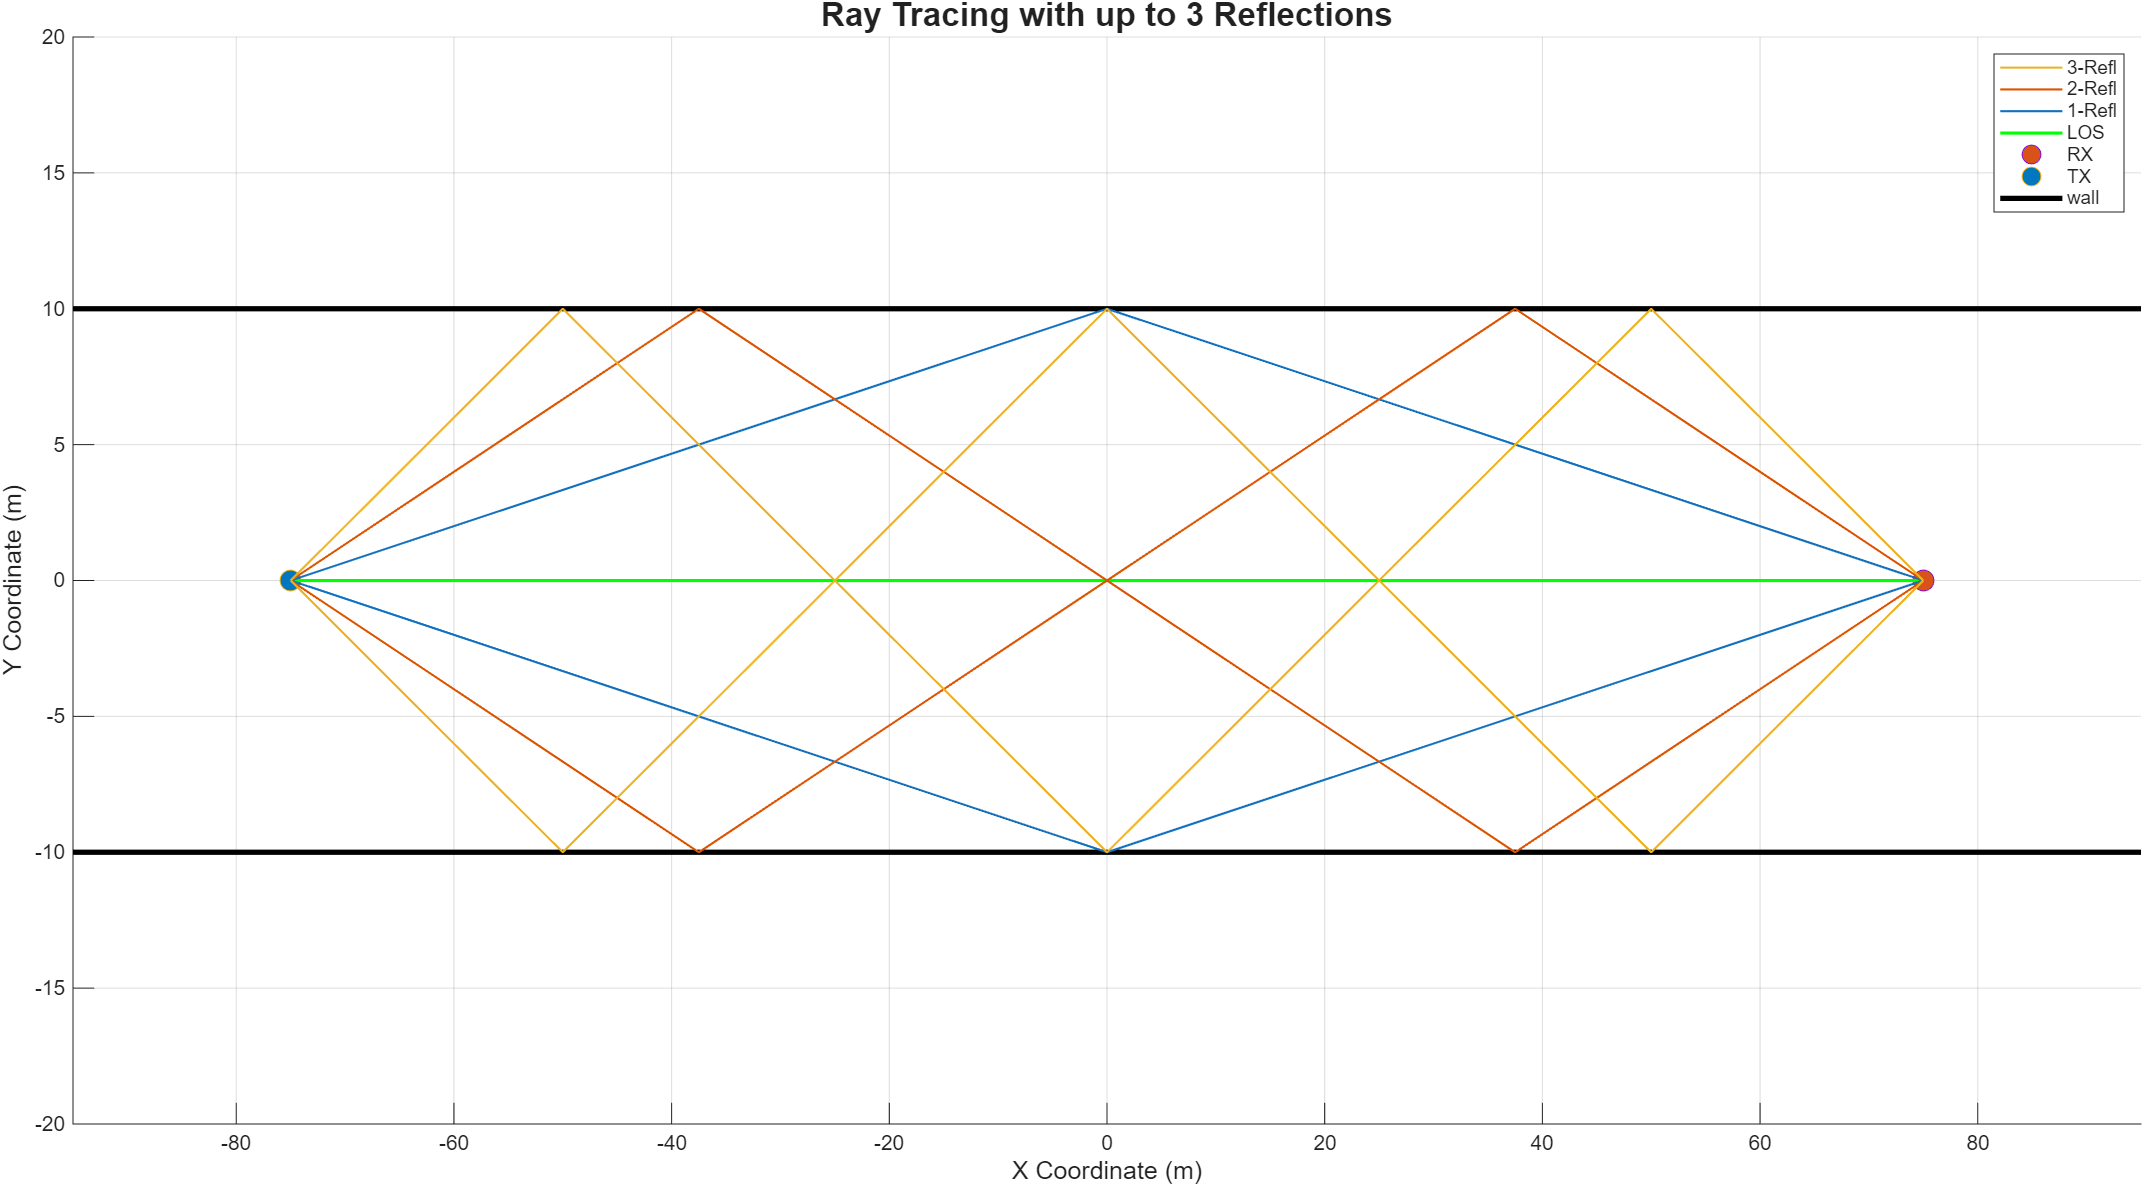 Ray Tracing with up to 3 Reflections
3-Refl
2-Refl
1-Refl
LOS
RX
TX
wall
20
15
10
5
0
-5
-10
-15
-20
Y Coordinate (m)
-80 -60 -40 -20 0 20 40 60 80
X Coordinate (m)